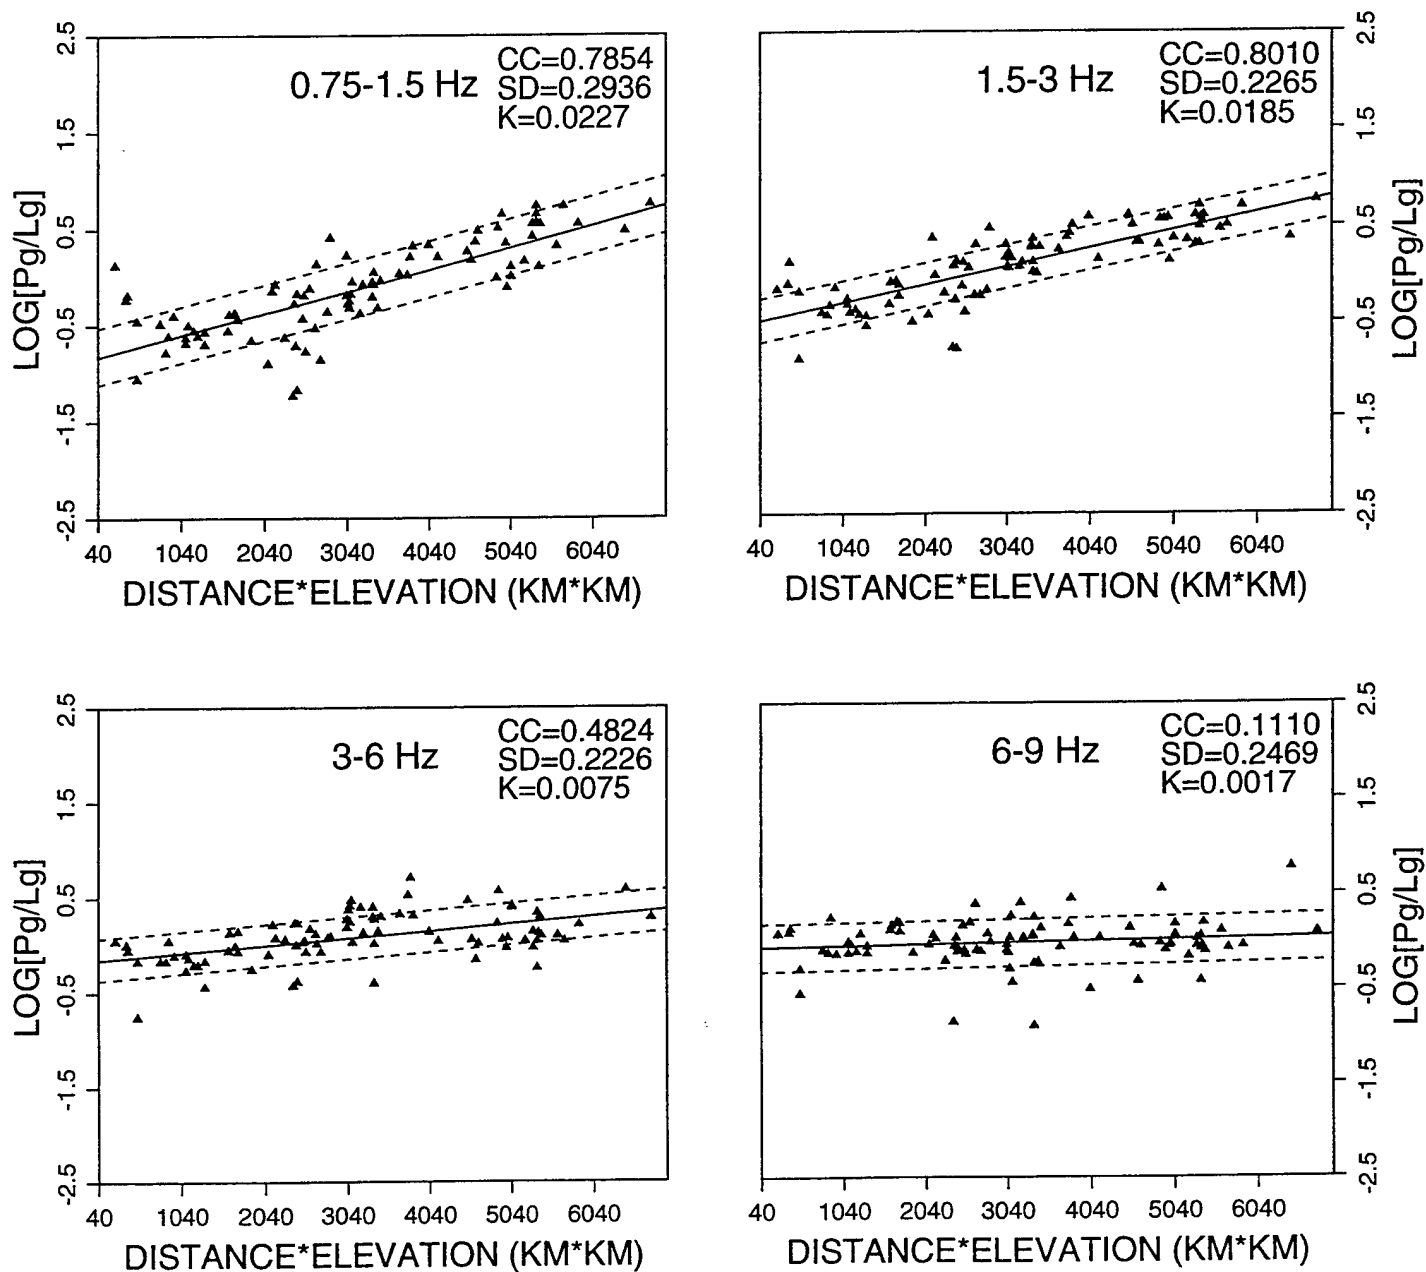 0.75-1.5 Hz
CC=0.7854
SD=0.2936
K=0.0227
LOG[Pg/Lg]
2.5
1.5
0.5
-0.5
-1.5
-2.5
40 1040 2040 3040 4040 5040 6040
DISTANCE*ELEVATION (KM*KM)
1.5-3 Hz
CC=0.8010
SD=0.2265
K=0.0185
LOG[Pg/Lg]
2.5
1.5
0.5
-0.5
-1.5
-2.5
40 1040 2040 3040 4040 5040 6040
DISTANCE*ELEVATION (KM*KM)
3-6 Hz
CC=0.4824
SD=0.2226
K=0.0075
LOG[Pg/Lg]
2.5
1.5
0.5
-0.5
-1.5
-2.5
40 1040 2040 3040 4040 5040 6040
DISTANCE*ELEVATION (KM*KM)
6-9 Hz
CC=0.1110
SD=0.2469
K=0.0017
LOG[Pg/Lg]
2.5
1.5
0.5
-0.5
-1.5
-2.5
40 1040 2040 3040 4040 5040 6040
DISTANCE*ELEVATION (KM*KM)